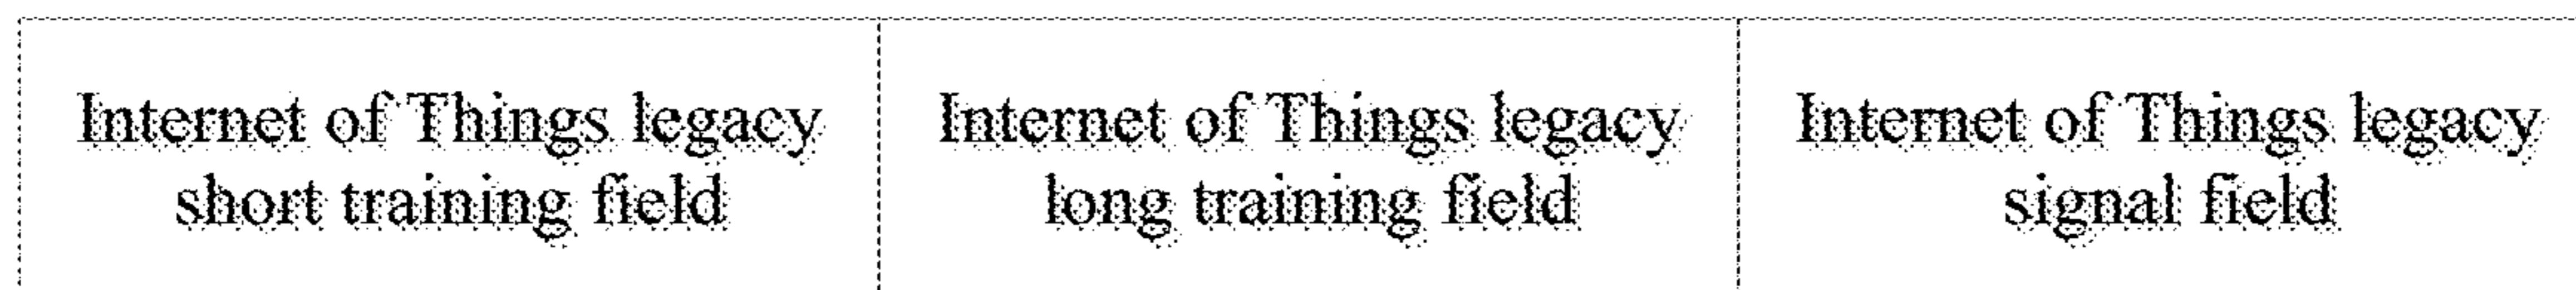 Internet of Things legacy
short training field
Internet of Things legacy
long training field
Internet of Things legacy
signal field